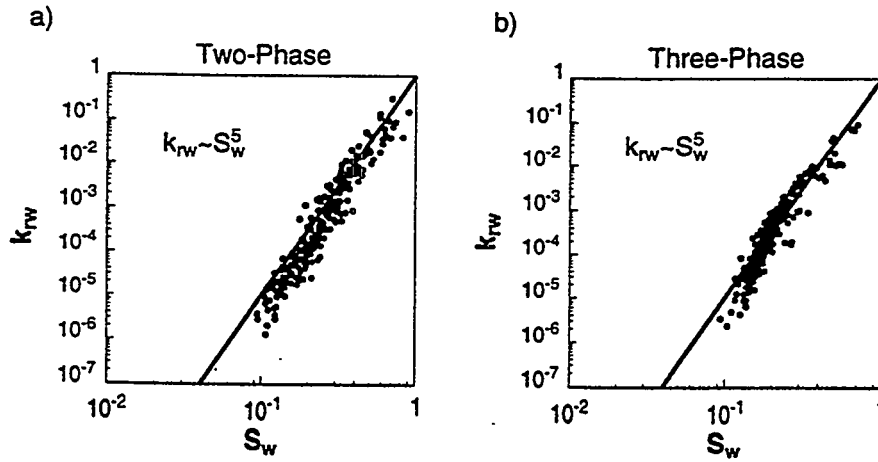 a)
Two-Phase
1
10⁻¹
10⁻²
10⁻³
10⁻⁴
10⁻⁵
10⁻⁶
10⁻⁷
k_rw
k_rw~S_w^5
10⁻²
10⁻¹
1
S_w
b)
Three-Phase
1
10⁻¹
10⁻²
10⁻³
10⁻⁴
10⁻⁵
10⁻⁶
10⁻⁷
k_rw
k_rw~S_w^5
10⁻²
10⁻¹
1
S_w